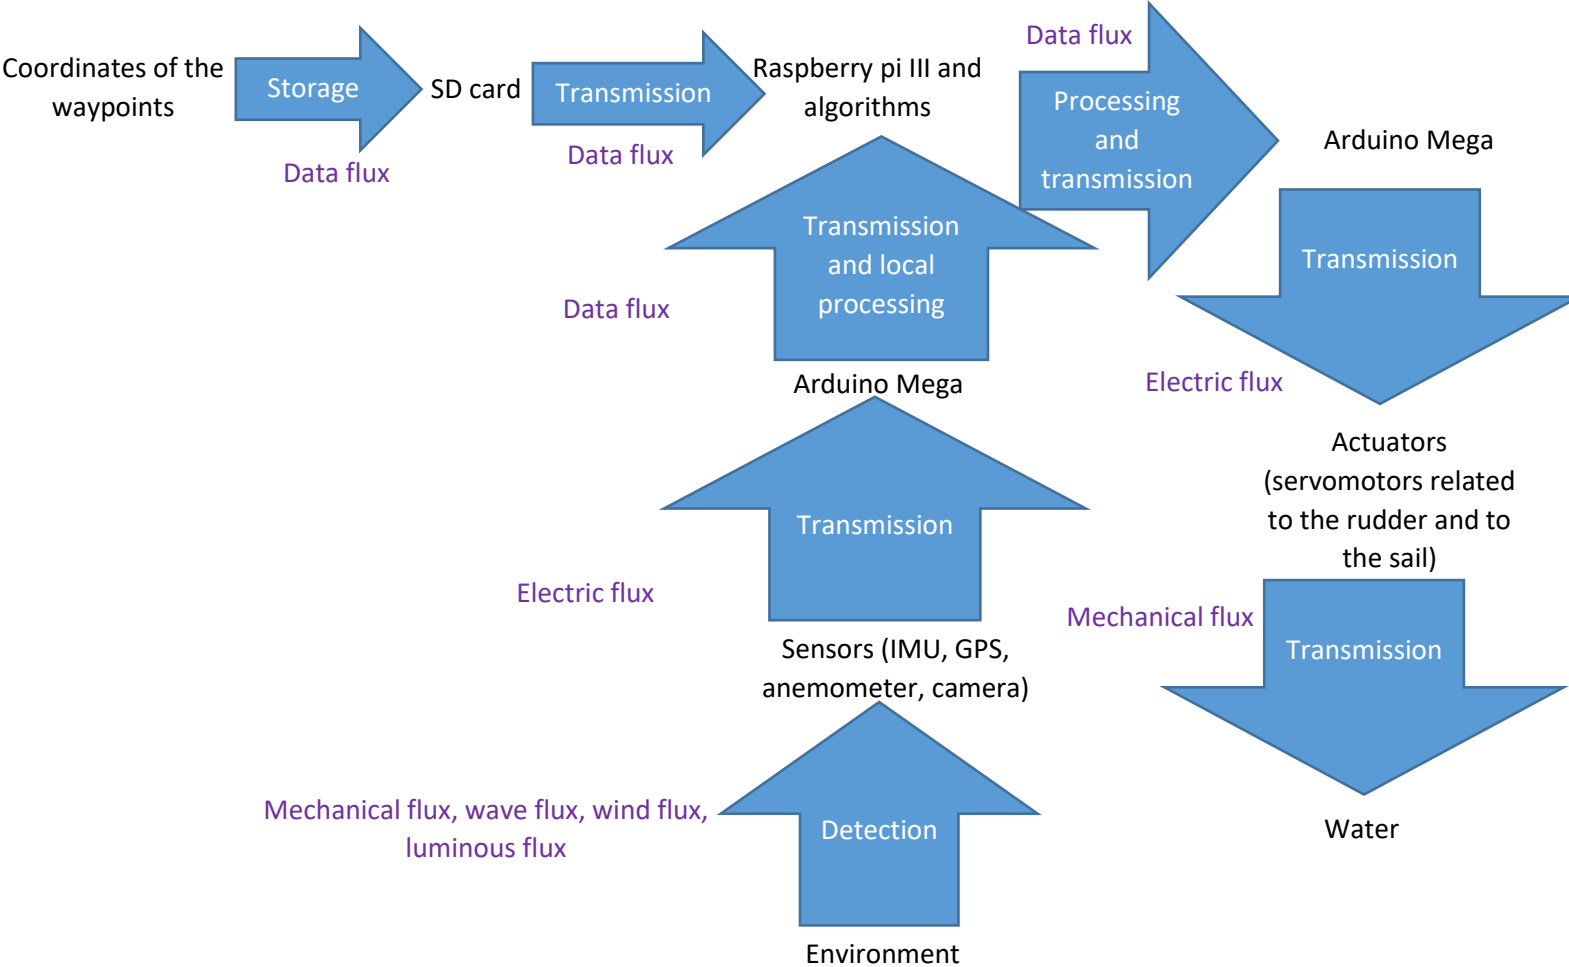 Coordinates of the
waypoints
Storage
Data flux
SD card
Transmission
Data flux
Raspberry pi III and
algorithms
Data flux
Processing
and
transmission
Arduino Mega
Transmission
Electric flux
Actuators
(servomotors related
to the rudder and to
the sail)
Mechanical flux
Transmission
Water
Transmission
and local
processing
Data flux
Arduino Mega
Transmission
Electric flux
Sensors (IMU, GPS,
anemometer, camera)
Mechanical flux, wave flux, wind flux,
luminous flux
Detection
Environment